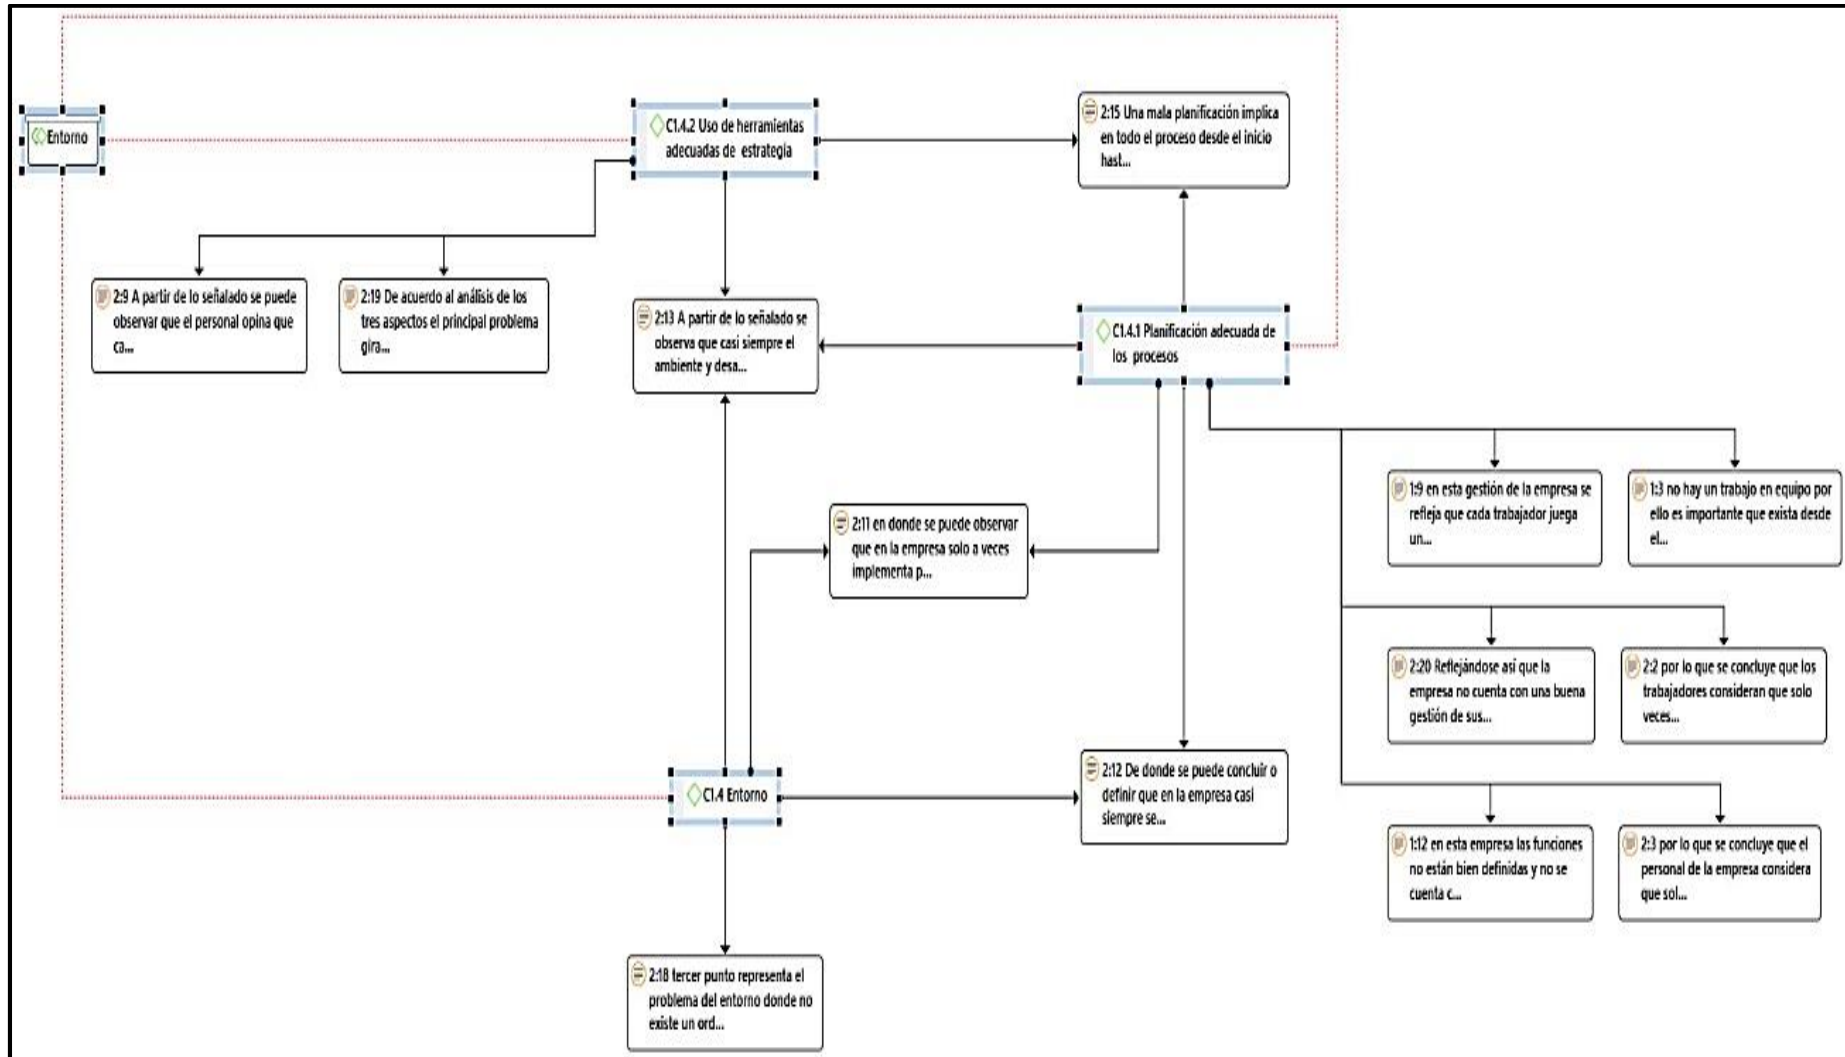 Entorno
C1.4.2 Uso de herramientas
adecuadas de estrategia
2:15 Una mala planificación implica
en todo el proceso desde el inicio
hast...
2:9 A partir de lo señalado se puede
observar que el personal opina que
ca...
2:19 De acuerdo al análisis de los
tres aspectos el principal problema
gira...
2:13 A partir de lo señalado se
observa que casi siempre el
ambiente y desa...
C1.4.1 Planificación adecuada de
los procesos
2:11 en donde se puede observar
que en la empresa solo a veces
implementa p...
1:9 en esta gestión de la empresa se
refleja que cada trabajador juega
un...
1:3 no hay un trabajo en equipo por
ello es importante que exista desde
el...
2:20 Reflejándose así que la
empresa no cuenta con una buena
gestión de sus...
2:2 por lo que se concluye que los
trabajadores consideran que solo
veces...
C1.4 Entorno
2:12 De donde se puede concluir o
definir que en la empresa casi
siempre se...
1:12 en esta empresa las funciones
no están bien definidas y no se
cuenta c...
2:3 por lo que se concluye que el
personal de la empresa considera
que sol...
2:18 tercer punto representa el
problema del entorno donde no
existe un ord...